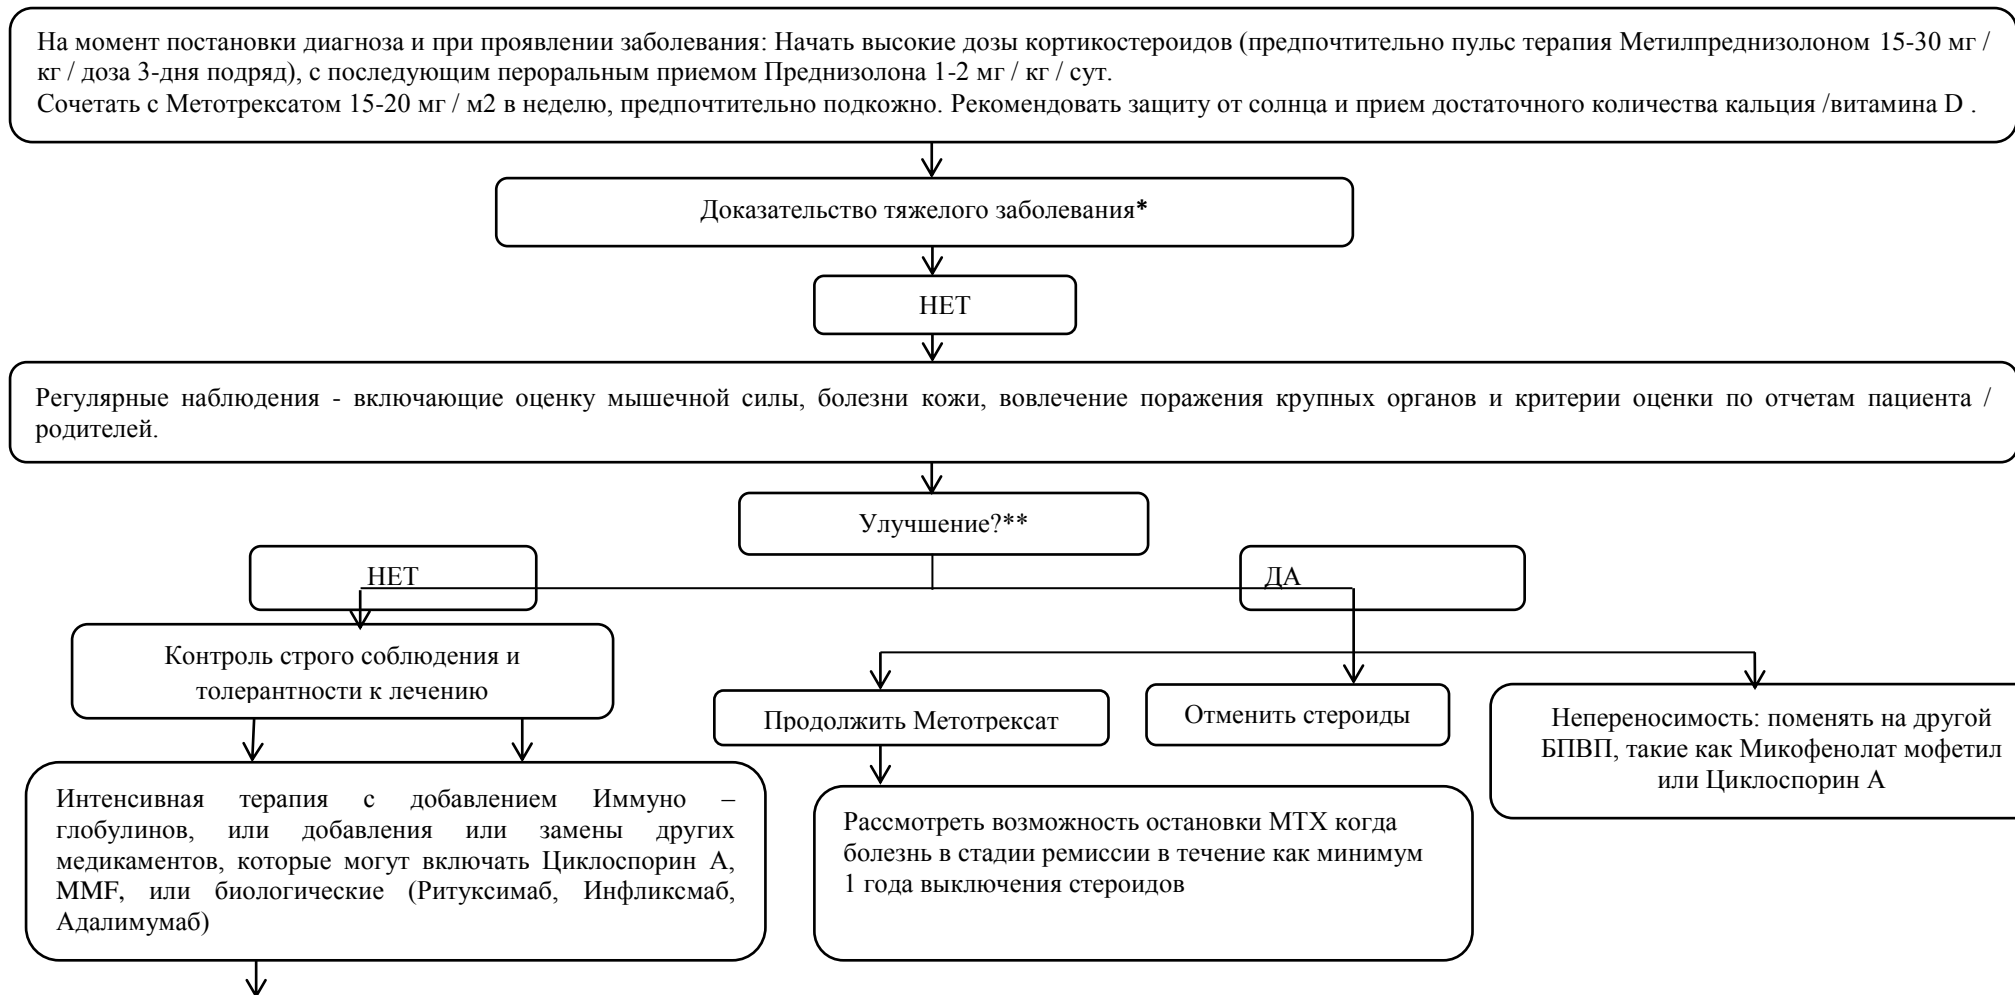 На момент постановки диагноза и при проявлении заболевания: Начать высокие дозы кортикостероидов (предпочтительно пульс терапия Метилпреднизолоном 15-30 мг /
кг / доза 3-дня подряд), с последующим пероральным приемом Преднизолона 1-2 мг / кг / сут.
Сочетать с Метотрексатом 15-20 мг / м2 в неделю, предпочтительно подкожно. Рекомендовать защиту от солнца и прием достаточного количества кальция /витамина D .
Доказательство тяжелого заболевания*
НЕТ
Регулярные наблюдения - включающие оценку мышечной силы, болезни кожи, вовлечение поражения крупных органов и критерии оценки по отчетам пациента /
родителей.
Улучшение?**
НЕТ
ДА
Контроль строго соблюдения и
толерантности к лечению
Продолжить Метотрексат
Отменить стероиды
Непереносимость: поменять на другой
БПВП, такие как Микофенолат мофетил
или Циклоспорин А
Интенсивная терапия с добавлением Иммуно –
глобулинов, или добавления или замены других
медикаментов, которые могут включать Циклоспорин А,
MMF, или биологические (Ритуксимаб, Инфликсмаб,
Адалимумаб)
Рассмотреть возможность остановки МТХ когда
болезнь в стадии ремиссии в течение как минимум
1 года выключения стероидов